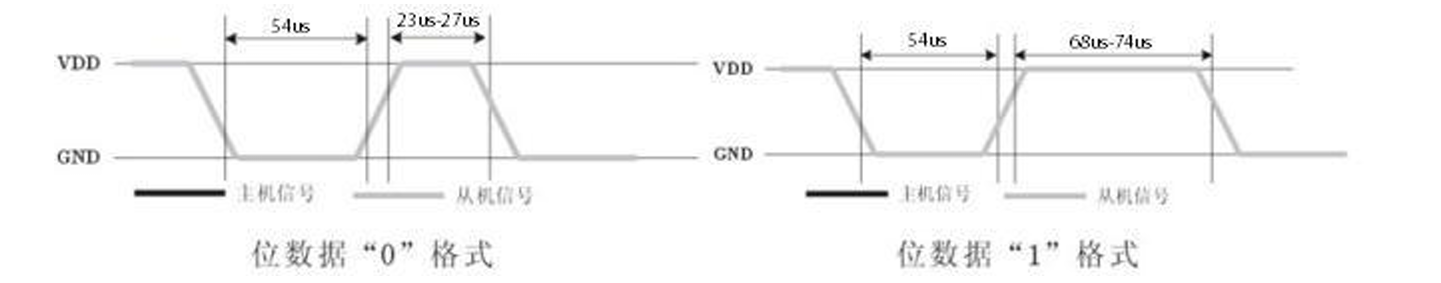 54us 23us-27us
VDD
GND
主机信号 从机信号
位数据“0”格式
54us 68us-74us
VDD
GND
主机信号 从机信号
位数据“1”格式